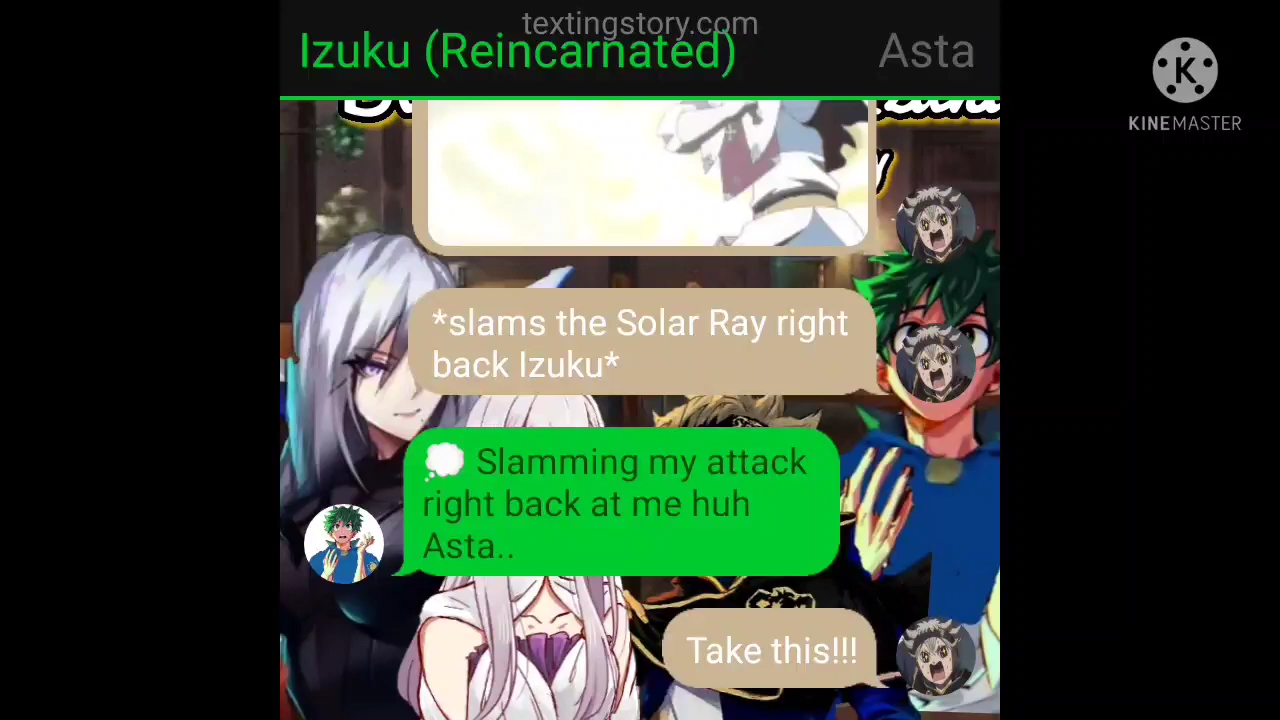 textingstory.com
Izuku (Reincarnated)
Asta
K
KINEMASTER
*slams the Solar Ray right
back Izuku*
Slamming my attack
right back at me huh
Asta..
Take this!!!